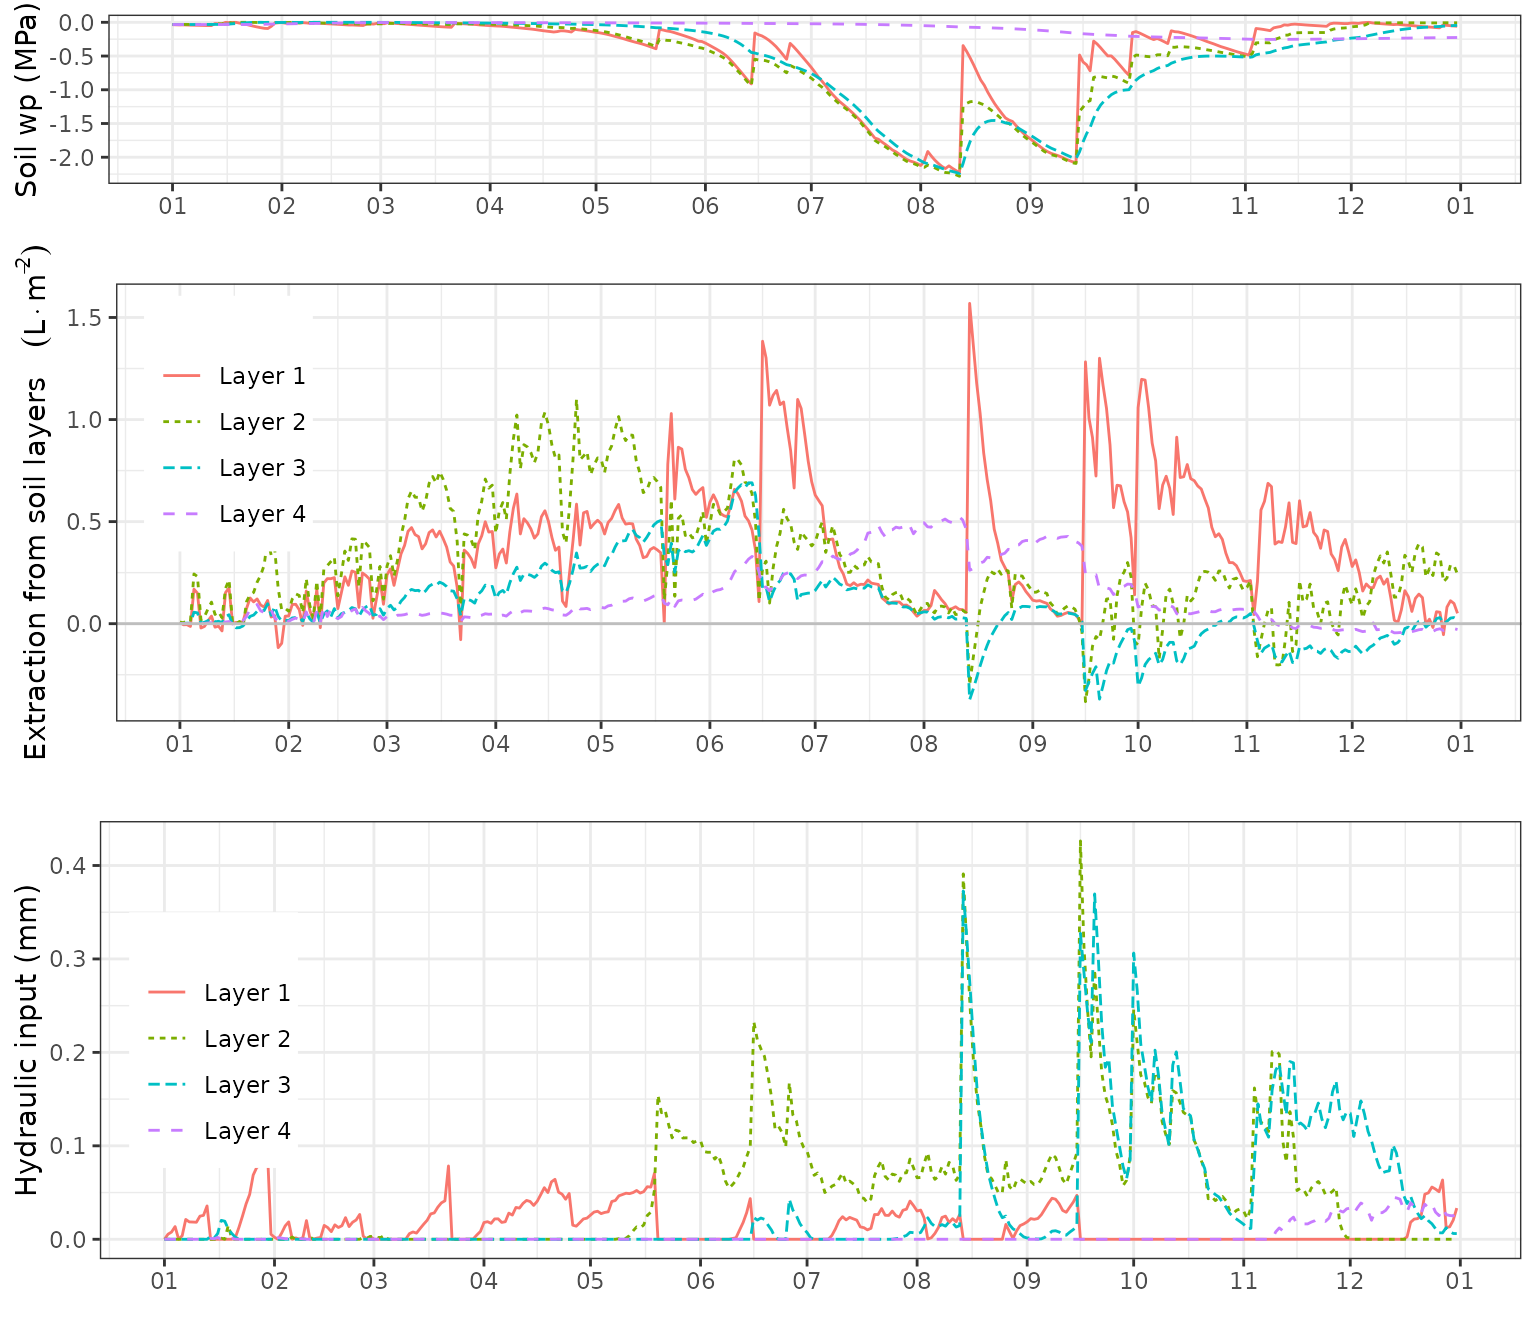 Soil wp (MPa)
0.0
-0.5
-1.0
-1.5
-2.0
01 02 03 04 05 06 07 08 09 10 11 12 01
Extraction from soil layers (L·m⁻²)
1.5
1.0
0.5
0.0
Layer 1
Layer 2
Layer 3
Layer 4
01 02 03 04 05 06 07 08 09 10 11 12 01
Hydraulic input (mm)
0.4
0.3
0.2
0.1
0.0
Layer 1
Layer 2
Layer 3
Layer 4
01 02 03 04 05 06 07 08 09 10 11 12 01